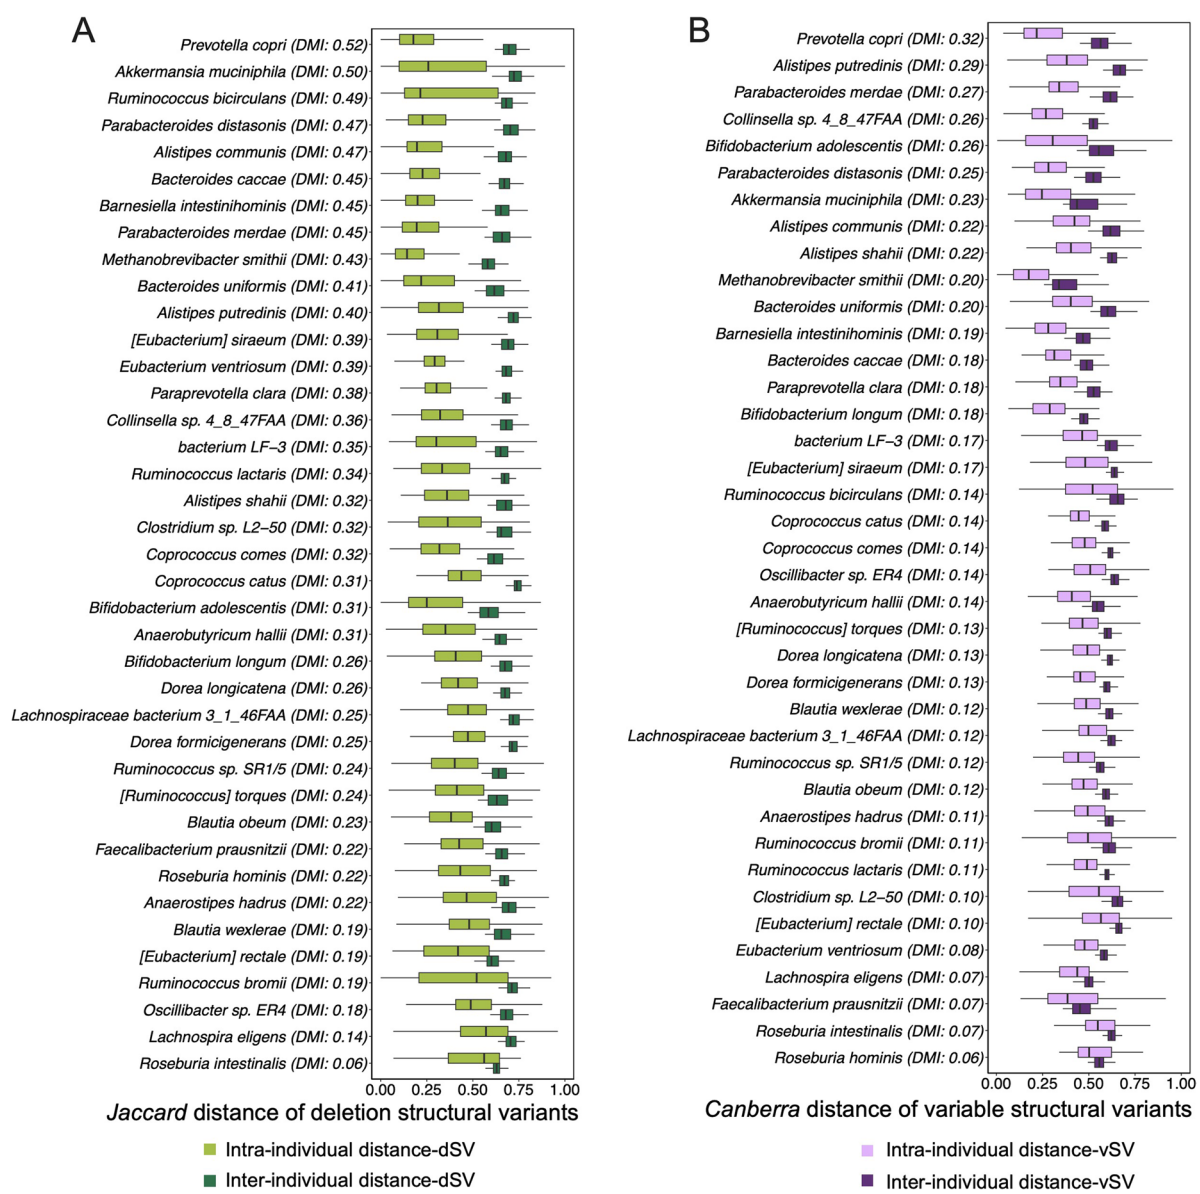 A
Prevotella copri (DMI: 0.52)
Akkermansia muciniphila (DMI: 0.50)
Ruminococcus bicirculans (DMI: 0.49)
Parabacteroides distasonis (DMI: 0.47)
Alistipes communis (DMI: 0.47)
Bacteroides caccae (DMI: 0.45)
Barnesiella intestinihominis (DMI: 0.45)
Parabacteroides merdae (DMI: 0.45)
Methanobrevibacter smithii (DMI: 0.43)
Bacteroides uniformis (DMI: 0.41)
Alistipes putredinis (DMI: 0.40)
[Eubacterium] siraeum (DMI: 0.39)
Eubacterium ventriosum (DMI: 0.39)
Paraprevotella clara (DMI: 0.38)
Collinsella sp. 4_8_47FAA (DMI: 0.36)
bacterium LF−3 (DMI: 0.35)
Ruminococcus lactaris (DMI: 0.34)
Alistipes shahii (DMI: 0.32)
Clostridium sp. L2−50 (DMI: 0.32)
Coprococcus comes (DMI: 0.32)
Coprococcus catus (DMI: 0.31)
Bifidobacterium adolescentis (DMI: 0.31)
Anaerobutyricum hallii (DMI: 0.31)
Bifidobacterium longum (DMI: 0.26)
Dorea longicatena (DMI: 0.26)
Lachnospiraceae bacterium 3_1_46FAA (DMI: 0.25)
Dorea formicigenerans (DMI: 0.25)
Ruminococcus sp. SR1/5 (DMI: 0.24)
[Ruminococcus] torques (DMI: 0.24)
Blautia obeum (DMI: 0.23)
Faecalibacterium prausnitzii (DMI: 0.22)
Roseburia hominis (DMI: 0.22)
Anaerostipes hadrus (DMI: 0.22)
Blautia wexlerae (DMI: 0.19)
[Eubacterium] rectale (DMI: 0.19)
Ruminococcus bromii (DMI: 0.19)
Oscillibacter sp. ER4 (DMI: 0.18)
Lachnospira eligens (DMI: 0.14)
Roseburia intestinalis (DMI: 0.06)
0.00 0.25 0.50 0.75 1.00
Jaccard distance of deletion structural variants
Intra-individual distance-dSV
Inter-individual distance-dSV
B
Prevotella copri (DMI: 0.32)
Alistipes putredinis (DMI: 0.29)
Parabacteroides merdae (DMI: 0.27)
Collinsella sp. 4_8_47FAA (DMI: 0.26)
Bifidobacterium adolescentis (DMI: 0.26)
Parabacteroides distasonis (DMI: 0.25)
Akkermansia muciniphila (DMI: 0.23)
Alistipes communis (DMI: 0.22)
Alistipes shahii (DMI: 0.22)
Methanobrevibacter smithii (DMI: 0.20)
Bacteroides uniformis (DMI: 0.20)
Barnesiella intestinihominis (DMI: 0.19)
Bacteroides caccae (DMI: 0.18)
Paraprevotella clara (DMI: 0.18)
Bifidobacterium longum (DMI: 0.18)
bacterium LF−3 (DMI: 0.17)
[Eubacterium] siraeum (DMI: 0.17)
Ruminococcus bicirculans (DMI: 0.14)
Coprococcus catus (DMI: 0.14)
Coprococcus comes (DMI: 0.14)
Oscillibacter sp. ER4 (DMI: 0.14)
Anaerobutyricum hallii (DMI: 0.14)
[Ruminococcus] torques (DMI: 0.13)
Dorea longicatena (DMI: 0.13)
Dorea formicigenerans (DMI: 0.13)
Blautia wexlerae (DMI: 0.12)
Lachnospiraceae bacterium 3_1_46FAA (DMI: 0.12)
Ruminococcus sp. SR1/5 (DMI: 0.12)
Blautia obeum (DMI: 0.12)
Anaerostipes hadrus (DMI: 0.11)
Ruminococcus bromii (DMI: 0.11)
Ruminococcus lactaris (DMI: 0.11)
Clostridium sp. L2−50 (DMI: 0.10)
[Eubacterium] rectale (DMI: 0.10)
Eubacterium ventriosum (DMI: 0.08)
Lachnospira eligens (DMI: 0.07)
Faecalibacterium prausnitzii (DMI: 0.07)
Roseburia intestinalis (DMI: 0.07)
Roseburia hominis (DMI: 0.06)
0.00 0.25 0.50 0.75 1.00
Canberra distance of variable structural variants
Intra-individual distance-vSV
Inter-individual distance-vSV